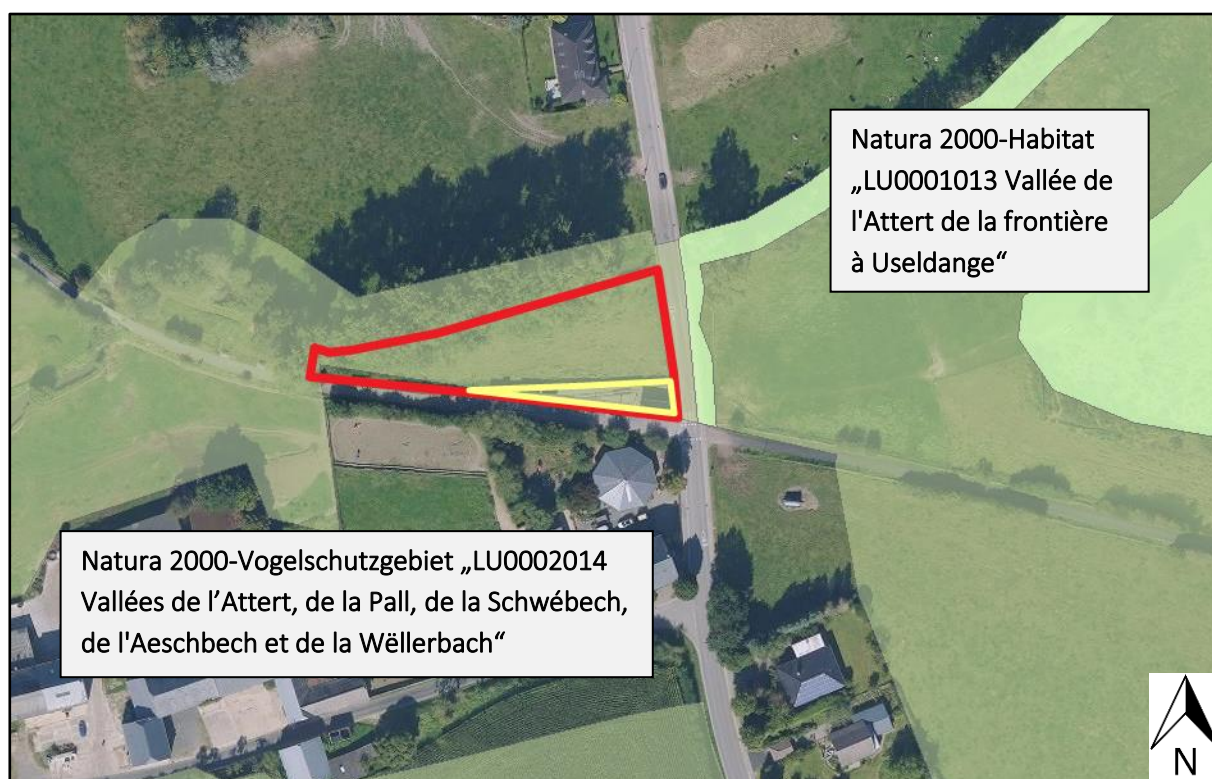 Natura 2000-Habitat
„LU0001013 Vallée de
l'Attert de la frontière
à Useldange“
Natura 2000-Vogelschutzgebiet „LU0002014
Vallées de l’Attert, de la Pall, de la Schwébech,
de l'Aeschbech et de la Wëllerbach“
N